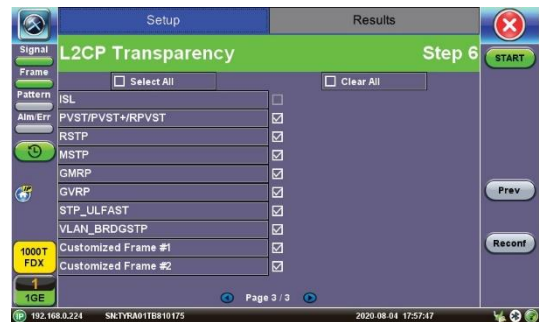 Setup
Results
L2CP Transparency
Step 6
Signal
Frame
Pattern
Alm/Err
START
Select All
Clear All
ISL
PVST/PVST+/RPVST
RSTP
MSTP
GMRP
GVRP
STP_ULFAST
VLAN_BRDGSTP
Customized Frame #1
Customized Frame #2
IP
1000T
FDX
1
1GE
Prev
Reconf
Page 3 / 3
IP 192.168.0.224 SN:TYRA01TB810175 2020-08-04 17:57:47